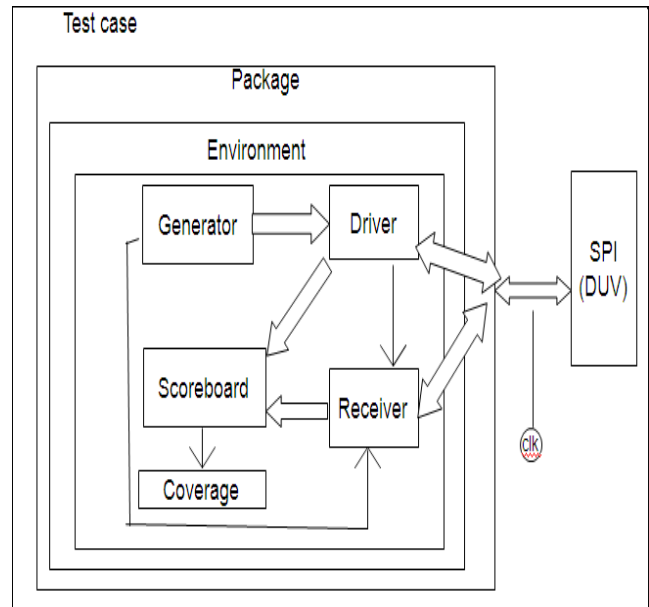 Test case
Package
Environment
Generator
Driver
SPI
(DUV)
Scoreboard
Receiver
clk
Coverage